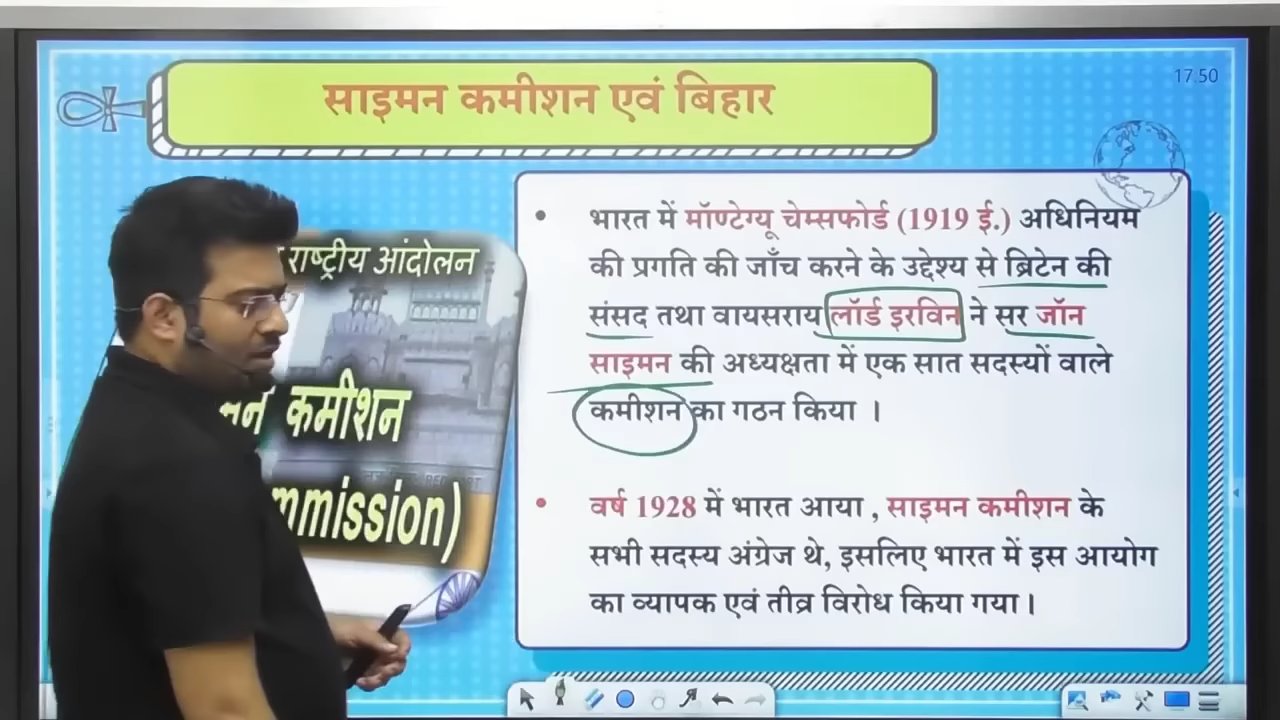 साइमन कमीशन एवं बिहार
17 50
राष्ट्रीय आंदोलन
कमीशन
mmission)
• भारत में मॉण्टेग्यू चेम्सफोर्ड (1919 ई.) अधिनियम
की प्रगति की जाँच करने के उद्देश्य से ब्रिटेन की
संसद तथा वायसराय लॉर्ड इरविन ने सर जॉन
साइमन की अध्यक्षता में एक सात सदस्यों वाले
कमीशन का गठन किया ।
• वर्ष 1928 में भारत आया , साइमन कमीशन के
सभी सदस्य अंग्रेज थे, इसलिए भारत में इस आयोग
का व्यापक एवं तीव्र विरोध किया गया।